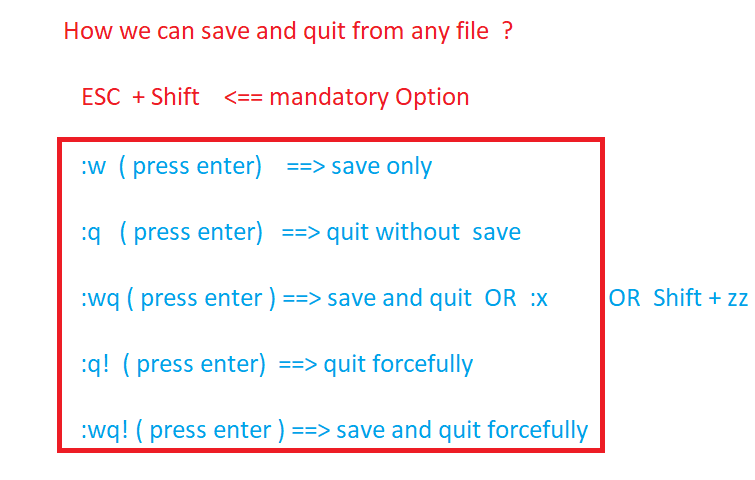 How we can save and quit from any file ?
ESC + Shift <== mandatory Option
:w ( press enter) ==> save only
:q ( press enter) ==> quit without save
:wq ( press enter ) ==> save and quit OR :x OR Shift + zz
:q! ( press enter) ==> quit forcefully
:wq! ( press enter ) ==> save and quit forcefully